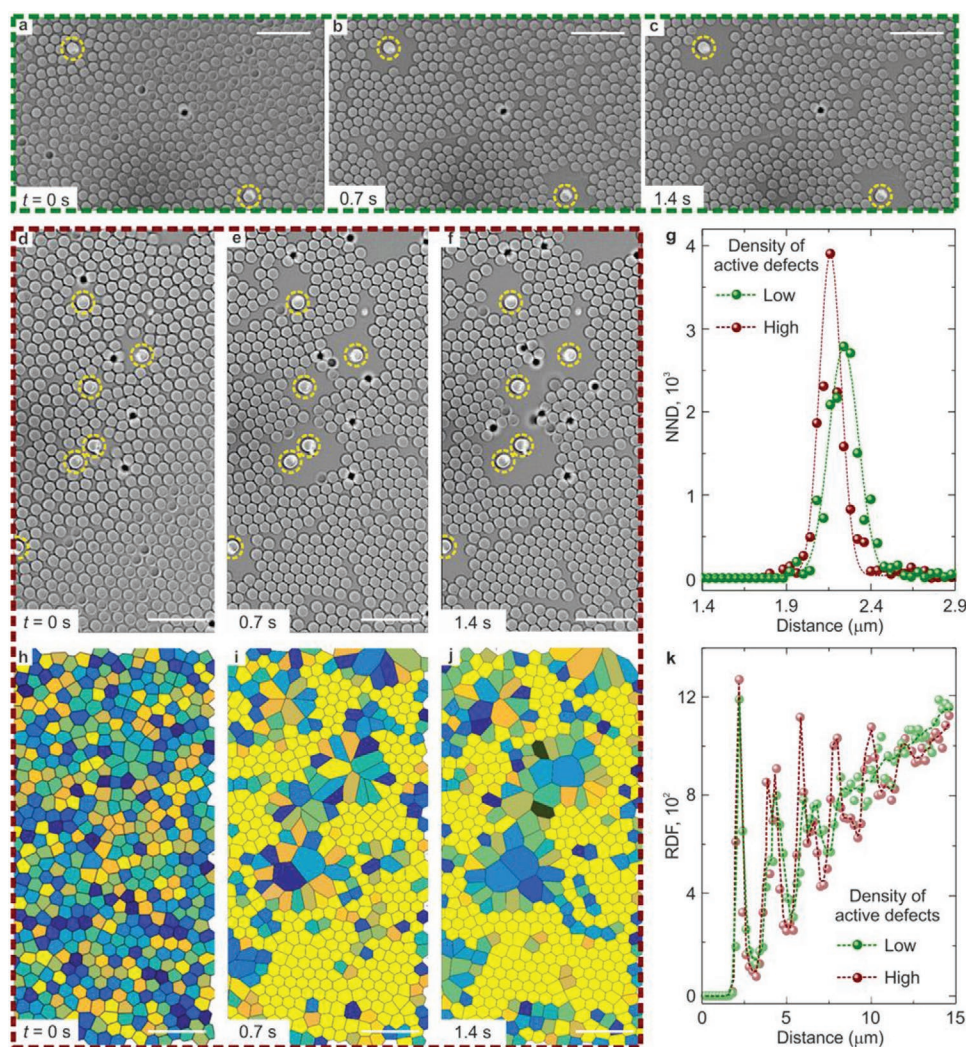 a
b
c
t = 0 s
0.7 s
1.4 s
d
e
f
t = 0 s
0.7 s
1.4 s
g
Density of
active defects
Low
High
NND, 10³
4
3
2
1
0
1.4
1.9
2.4
2.9
Distance (μm)
h
i
j
t = 0 s
0.7 s
1.4 s
k
RDF, 10²
12
8
4
0
Density of
active defects
Low
High
0
5
10
15
Distance (μm)